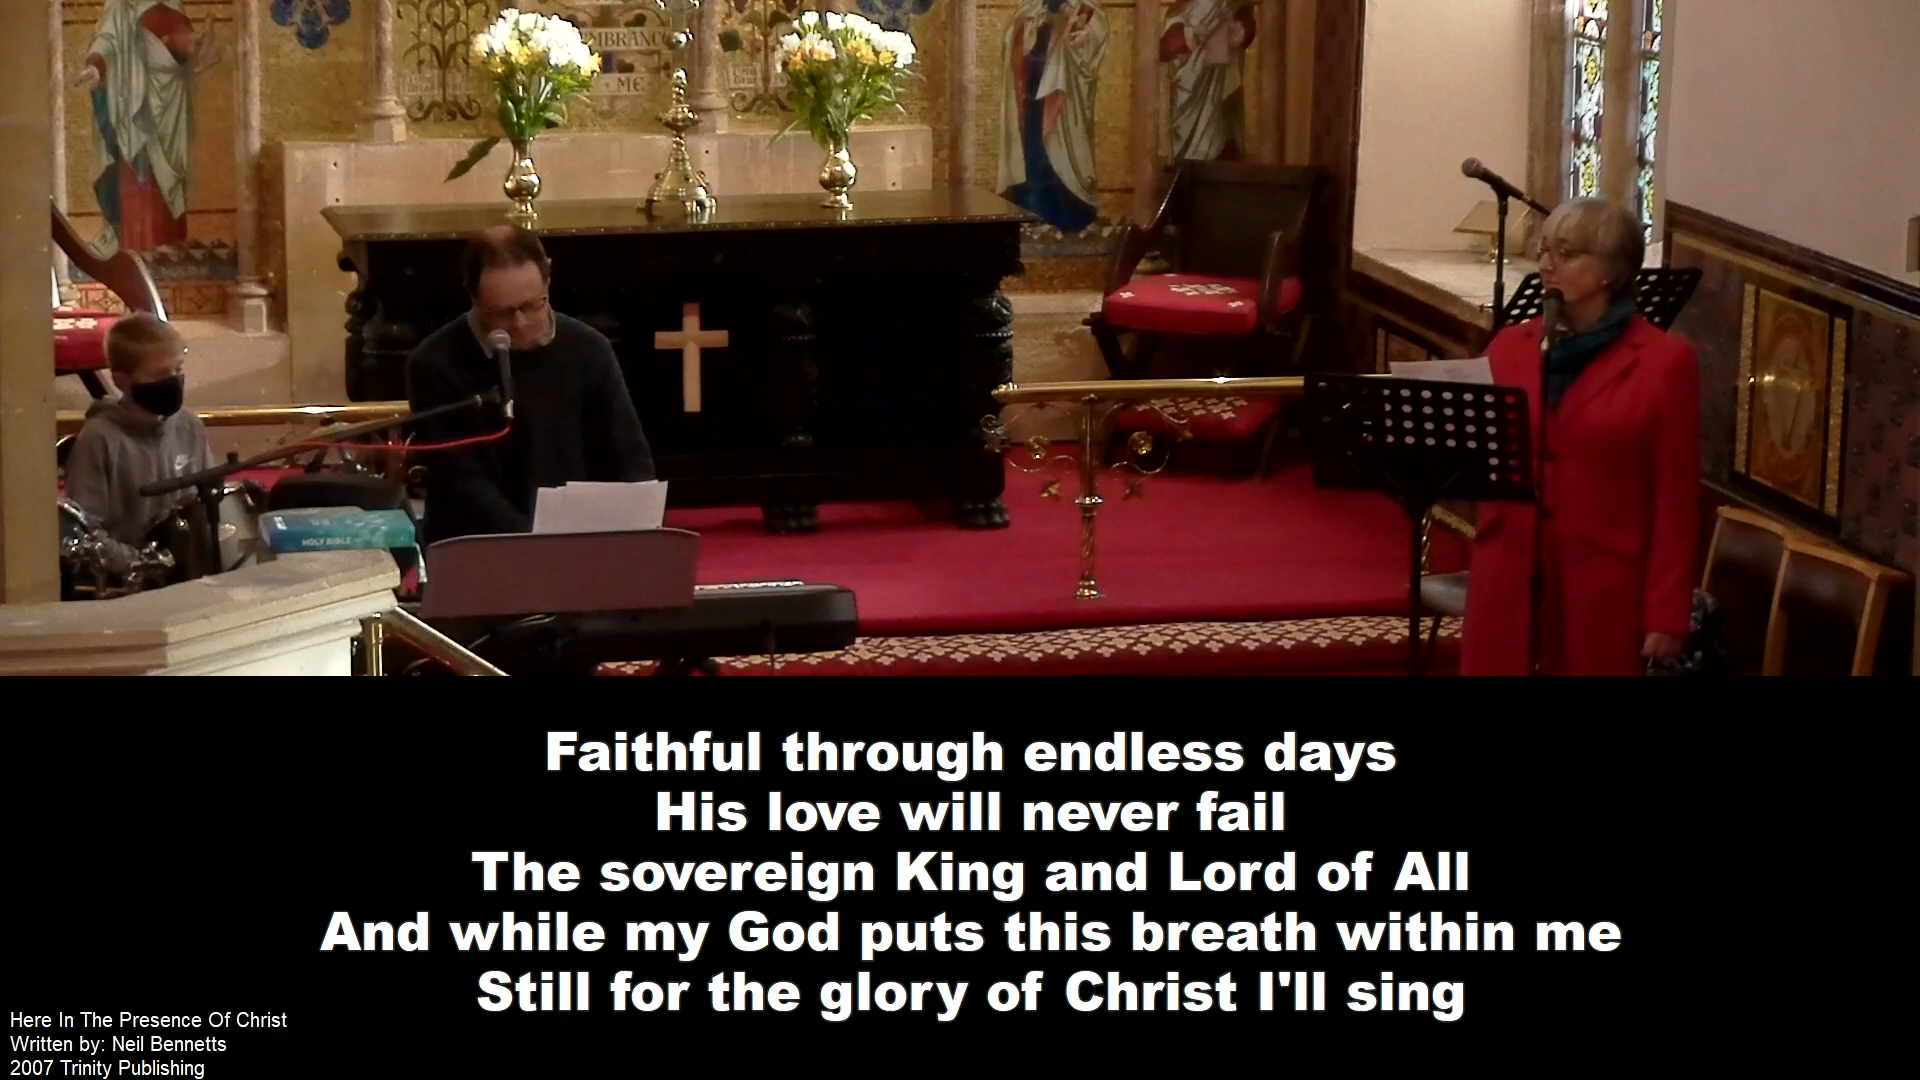 EMBRANCE
ME
HOLY BIBLE
Faithful through endless days
His love will never fail
The sovereign King and Lord of All
And while my God puts this breath within me
Still for the glory of Christ I'll sing
Here In The Presence Of Christ
Written by: Neil Bennetts
2007 Trinity Publishing